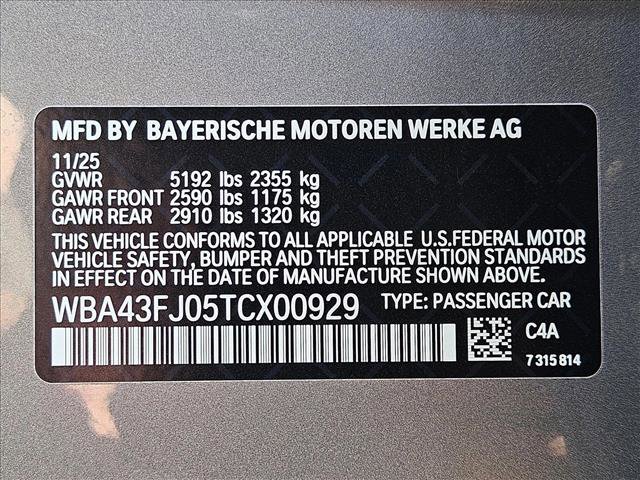 MFD BY BAYERISCHE MOTOREN WERKE AG
11/25
GVWR 5192 lbs 2355 kg
GAWR FRONT 2590 lbs 1175 kg
GAWR REAR 2910 lbs 1320 kg
THIS VEHICLE CONFORMS TO ALL APPLICABLE U.S.FEDERAL MOTOR
VEHICLE SAFETY, BUMPER AND THEFT PREVENTION STANDARDS
IN EFFECT ON THE DATE OF MANUFACTURE SHOWN ABOVE.
WBA43FJ05TCX00929 TYPE: PASSENGER CAR
C4A
7315814